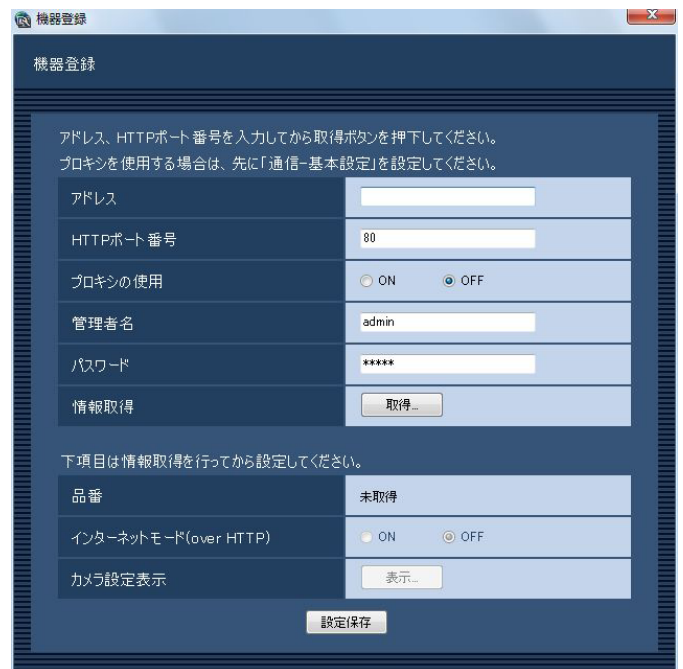 機器登録
機器登録
アドレス、HTTPポート番号を入力してから取得ボタンを押下してください。
プロキシを使用する場合は、先に「通信-基本設定」を設定してください。
アドレス
HTTPポート番号 80
プロキシの使用 ON OFF
管理者名 admin
パスワード *****
情報取得 取得...
下項目は情報取得を行ってから設定してください。
品番 未取得
インターネットモード(over HTTP) ON OFF
カメラ設定表示 表示...
設定保存